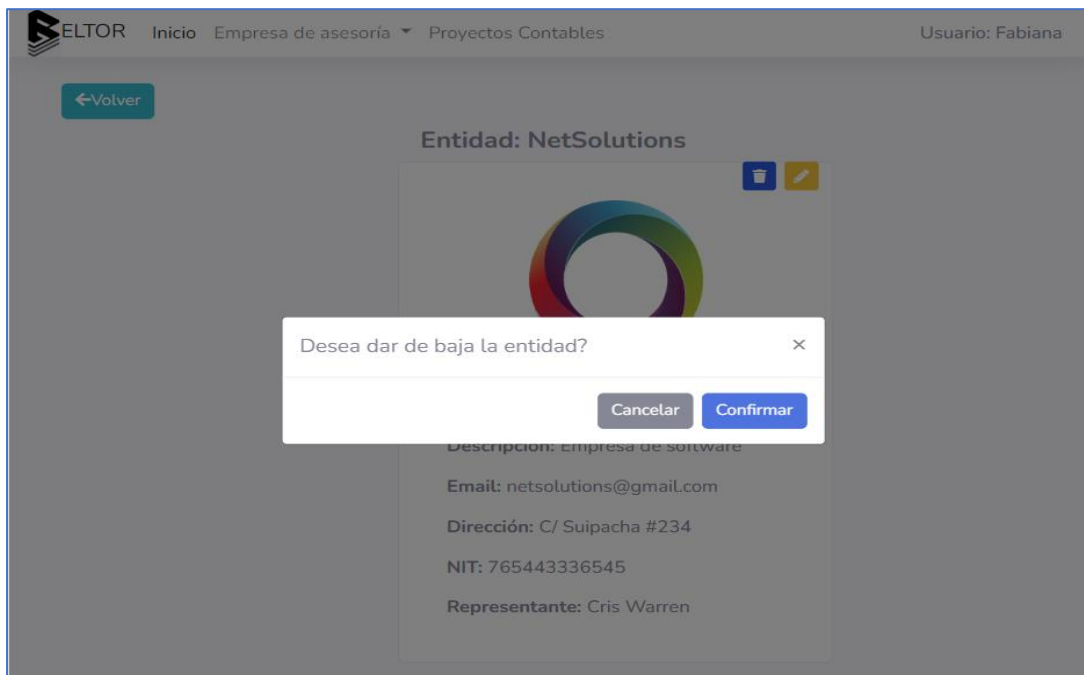 ELTOR Inicio Empresa de asesoría Proyectos Contables Usuario: Fabiana
Volver
Entidad: NetSolutions
Desea dar de baja la entidad? ×
Cancelar Confirmar
Descripción: Empresa de software
Email: netsolutions@gmail.com
Dirección: C/ Suipacha #234
NIT: 765443336545
Representante: Cris Warren